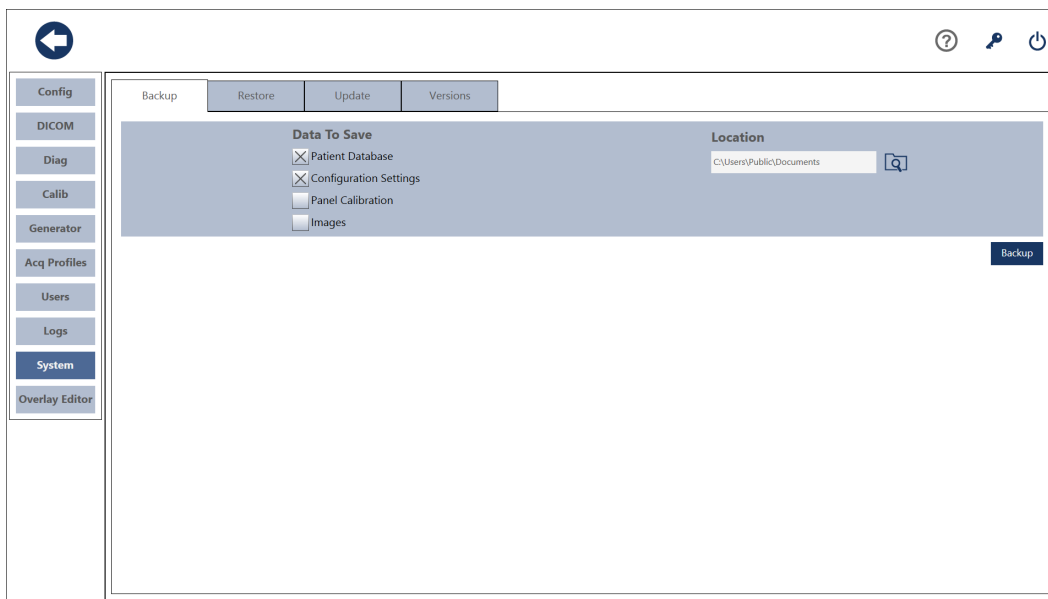 ?
Config
DICOM
Diag
Calib
Generator
Acq Profiles
Users
Logs
System
Overlay Editor
Backup Restore Update Versions
Data To Save
Patient Database
Configuration Settings
Panel Calibration
Images
Location
C:\Users\Public\Documents
Backup